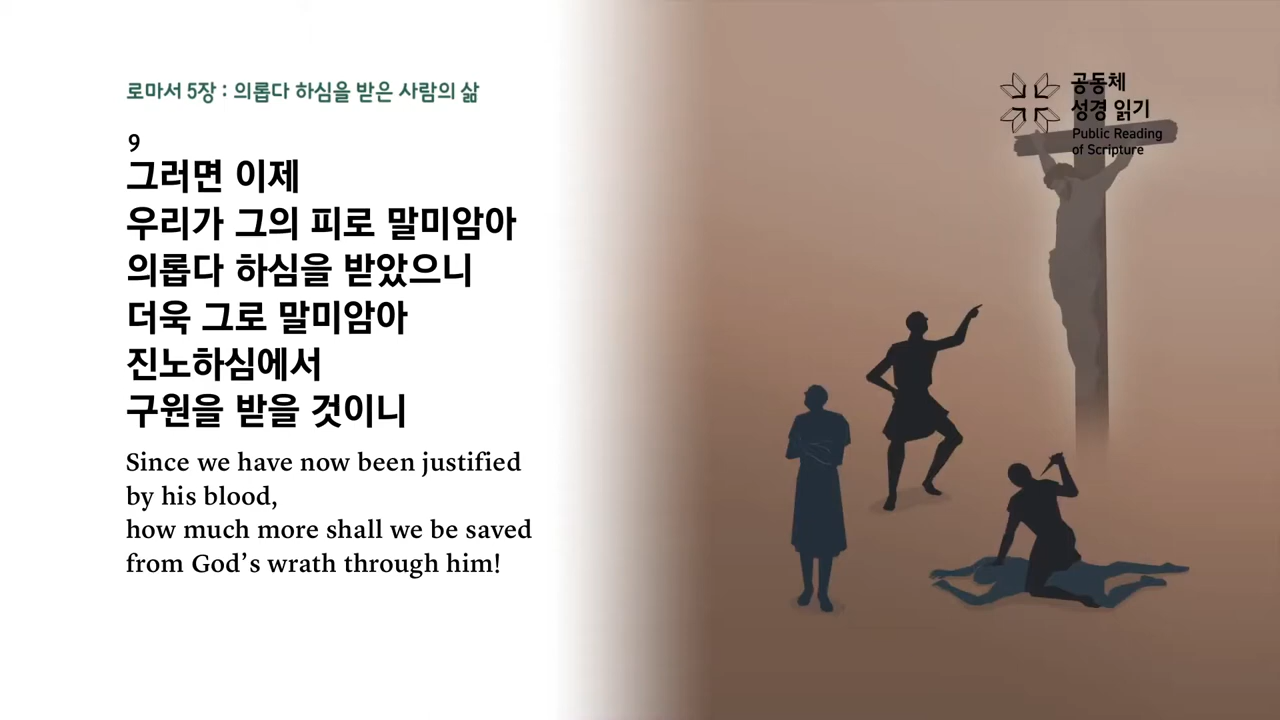 로마서 5장 : 의롭다 하심을 받은 사람의 삶
9
그러면 이제
우리가 그의 피로 말미암아
의롭다 하심을 받았으니
더욱 그로 말미암아
진노하심에서
구원을 받을 것이니
Since we have now been justified
by his blood,
how much more shall we be saved
from God’s wrath through him!
공동체
성경 읽기
Public Reading
of Scripture